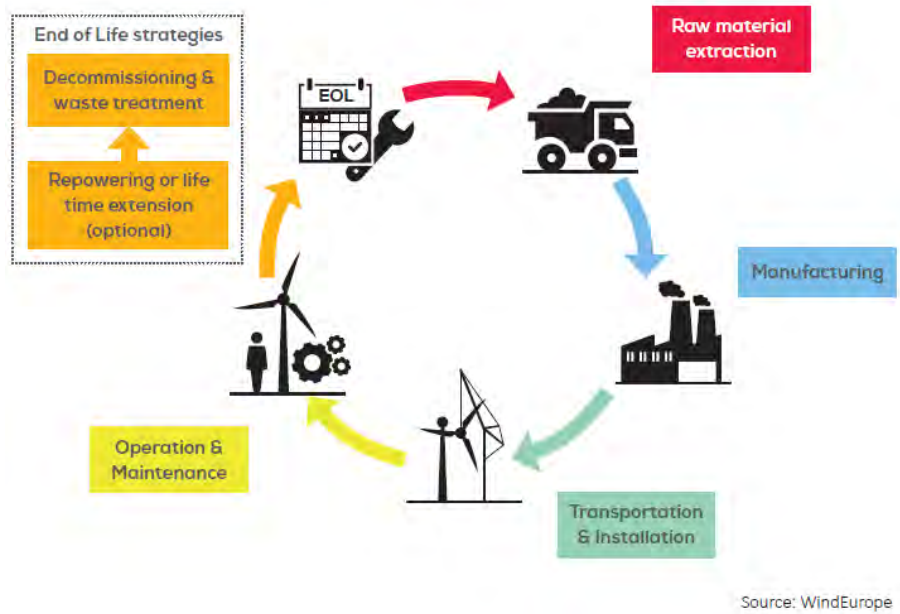 End of Life strategies
Decommissioning &
waste treatment
Repowering or life
time extension
(optional)
EOL
Raw material
extraction
Manufacturing
Transportation
& Installation
Operation &
Maintenance
Source: WindEurope